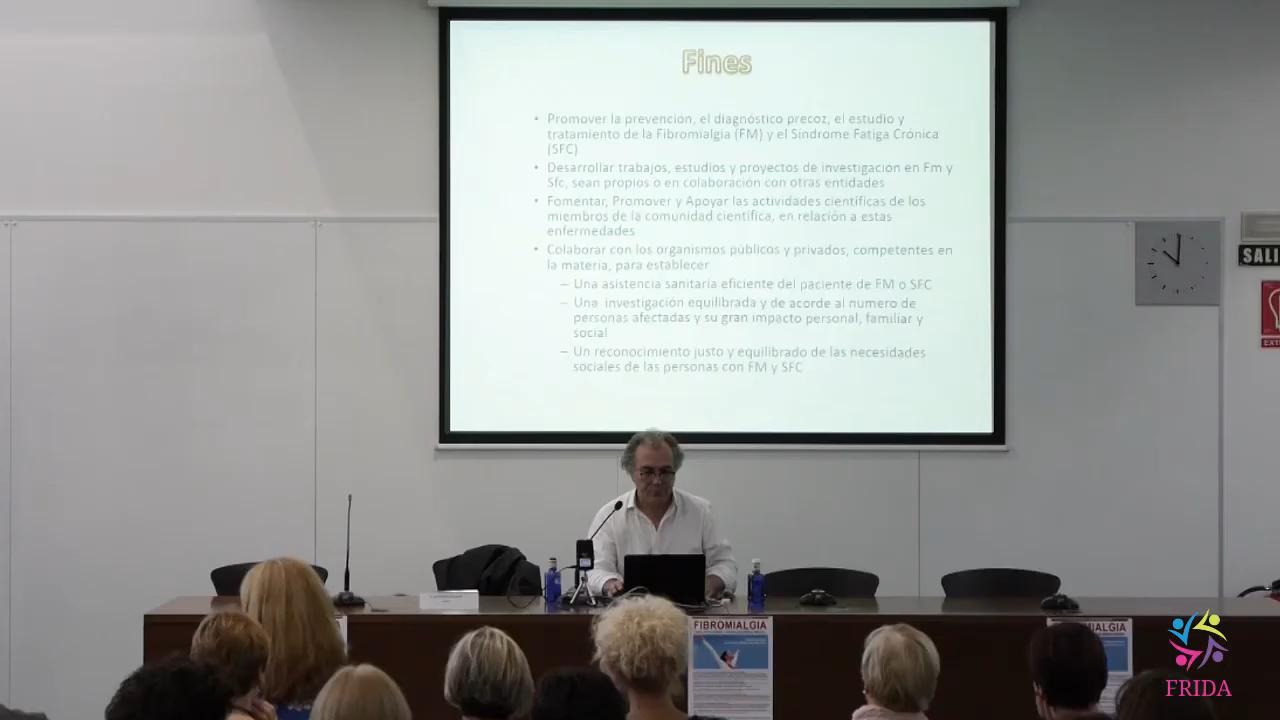 Fines
• Promover la prevención, el diagnóstico precoz, el estudio y
tratamiento de la Fibromialgia (FM) y el Síndrome Fatiga Crónica
(SFC)
• Desarrollar trabajos, estudios y proyectos de investigación en Fm y
Sfc, sean propios o en colaboración con otras entidades
• Fomentar, Promover y Apoyar las actividades científicas de los
miembros de la comunidad científica, en relación a estas
enfermedades
• Colaborar con los organismos públicos y privados, competentes en
la materia, para establecer
– Una asistencia sanitaria eficiente del paciente de FM o SFC
– Una investigación equilibrada y de acorde al numero de
personas afectadas y su gran impacto personal, familiar y
social
– Un reconocimiento justo y equilibrado de las necesidades
sociales de las personas con FM y SFC
SALI
EXT
FIBROMIALGIA
MIALGIA
FRIDA